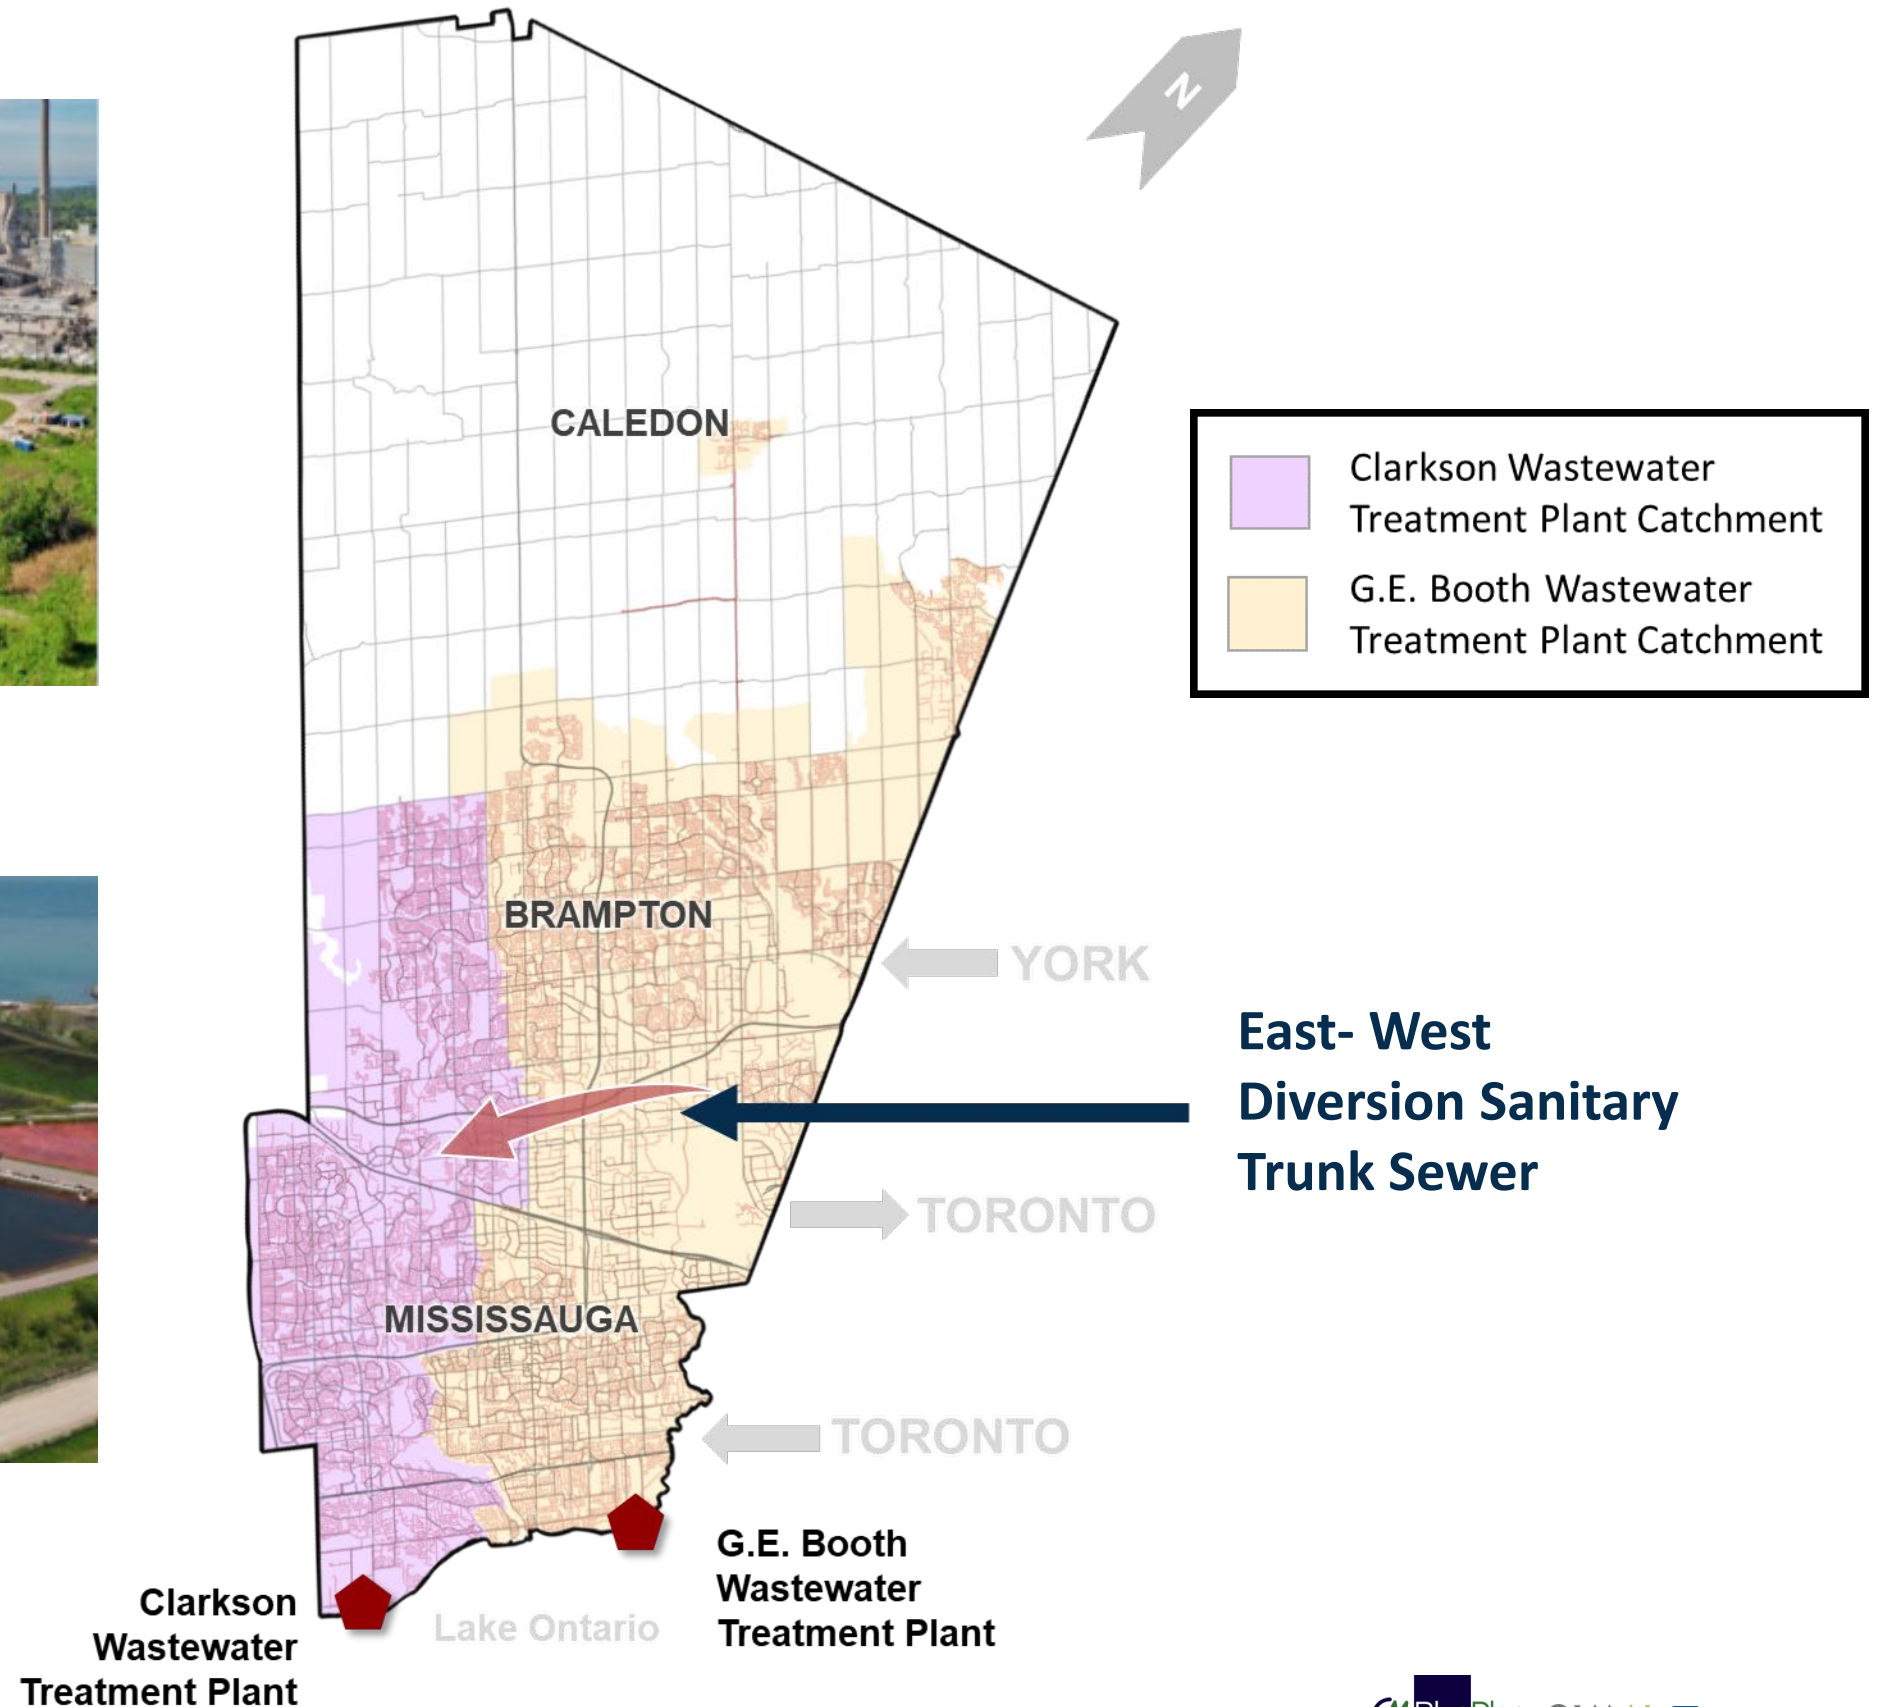 N
CALEDON
Clarkson Wastewater
Treatment Plant Catchment
G.E. Booth Wastewater
Treatment Plant Catchment
BRAMPTON
YORK
East- West
Diversion Sanitary
Trunk Sewer
TORONTO
MISSISSAUGA
TORONTO
G.E. Booth
Wastewater
Treatment Plant
Clarkson
Wastewater
Treatment Plant
Lake Ontario